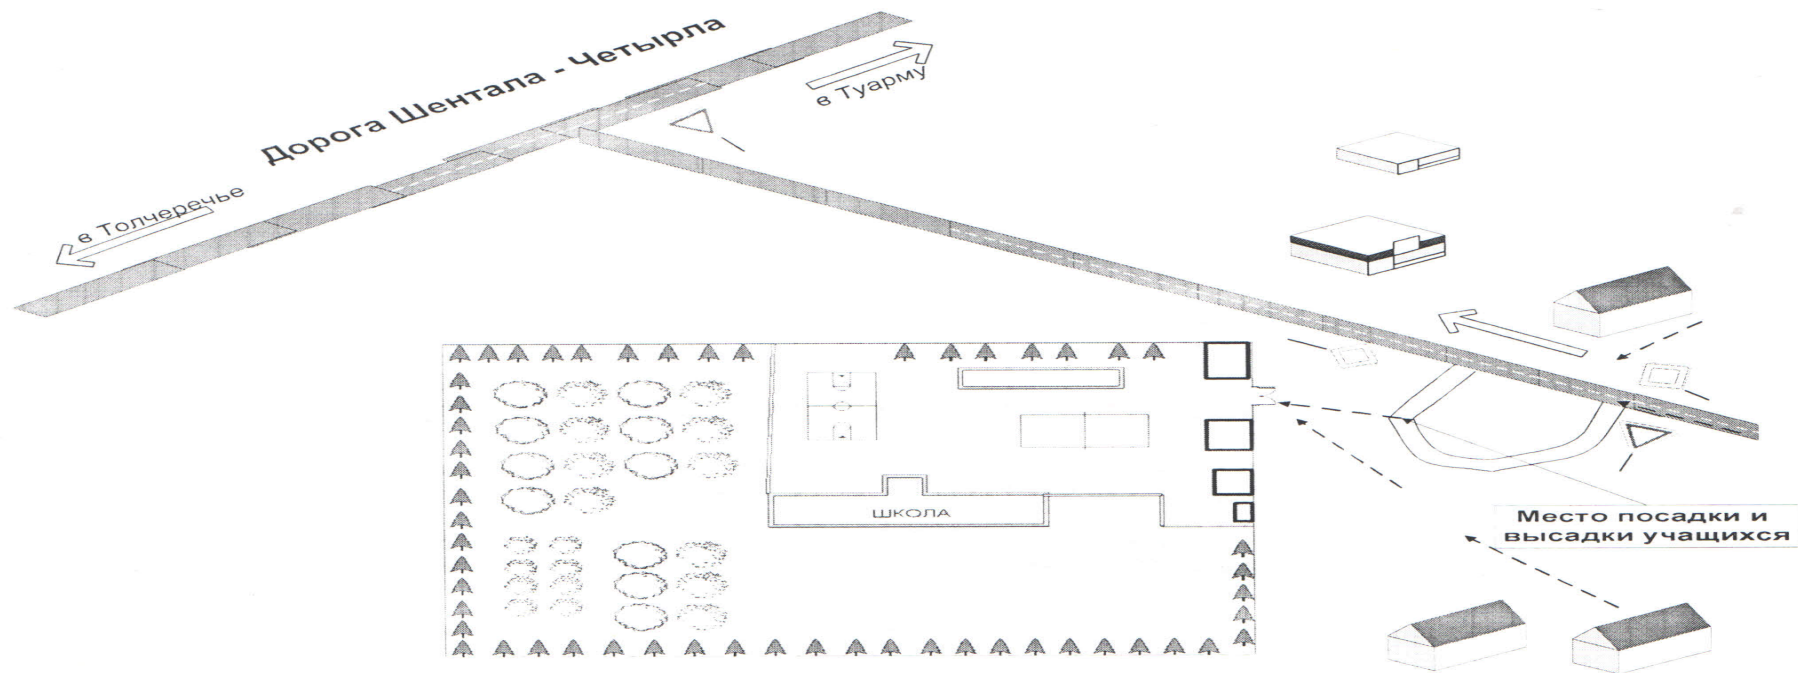 Дорога Шентала - Четырла
в Туарму
в Толчеречье
ШКОЛА
Место посадки и
высадки учащихся